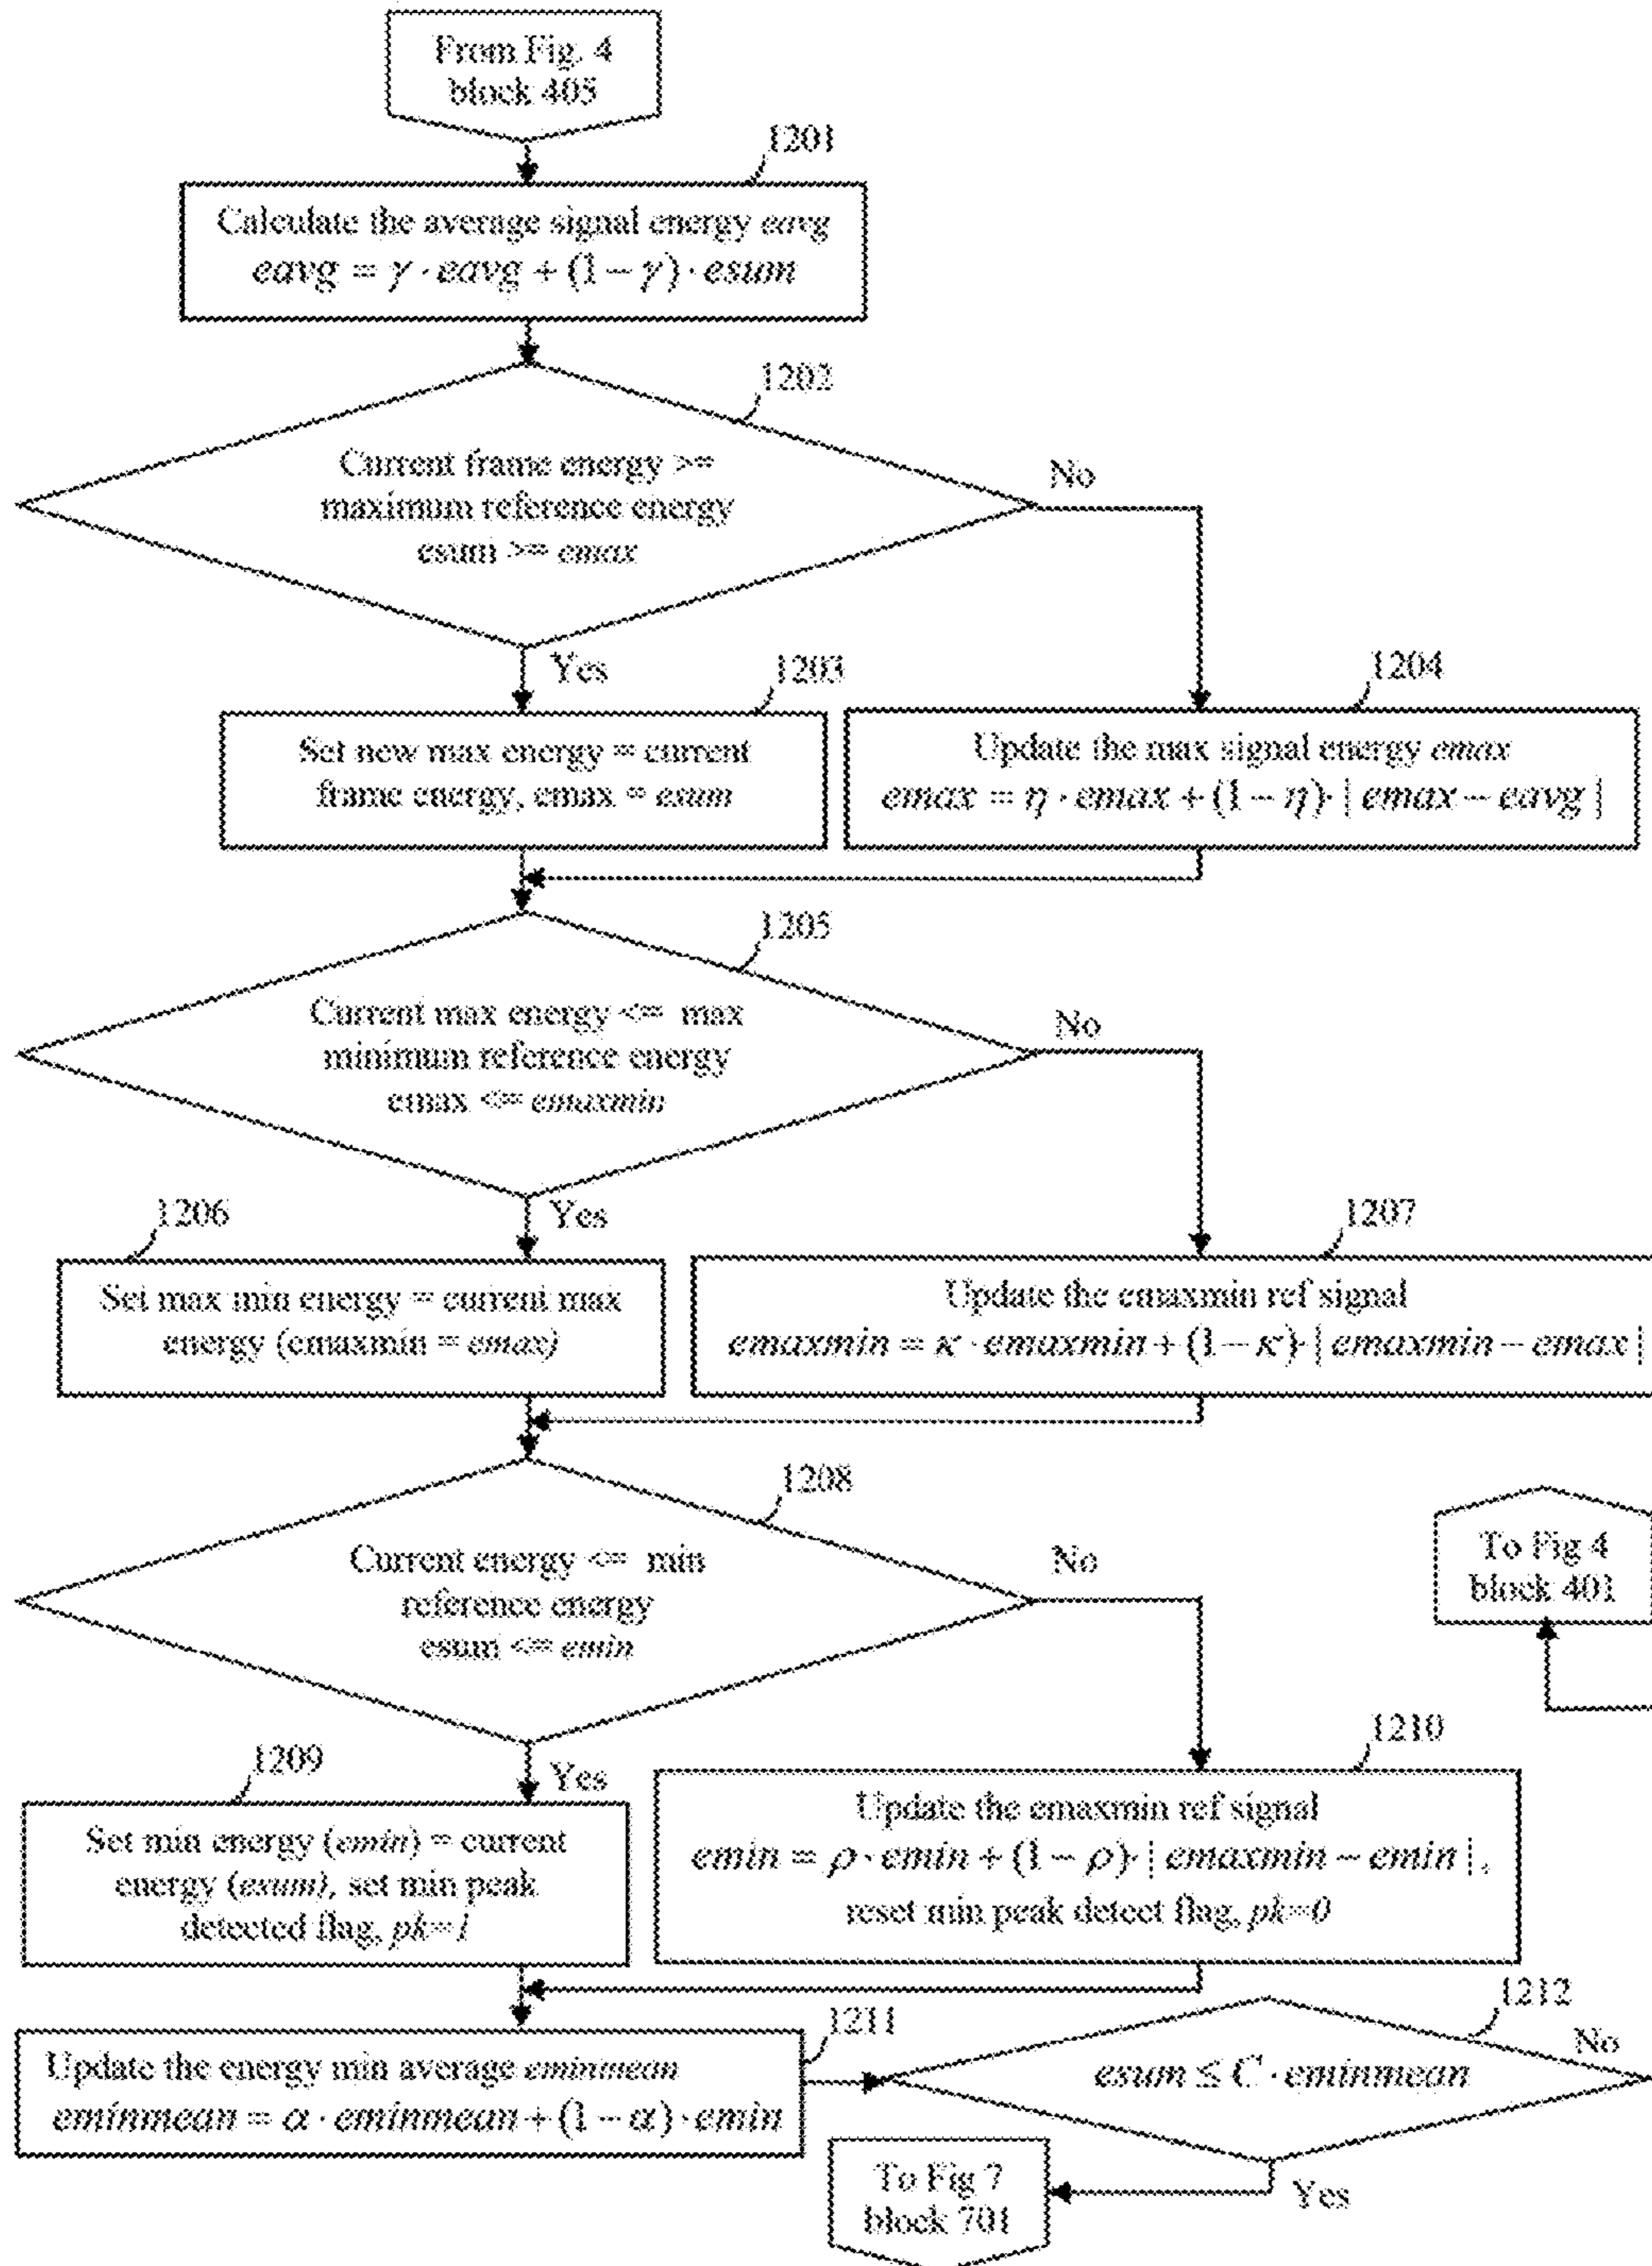 From Fig. 4
block 405
1201
Calculate the average signal energy eavg
eavg = γ · eavg + (1 − γ) · esum
1202
Current frame energy >=
maximum reference energy
esum >= emax
No
Yes
1203
Set new max energy = current
frame energy, emax = esum
1204
Update the max signal energy emax
emax = η · emax + (1 − η)· | emax − eavg |
1205
Current max energy <= max
minimum reference energy
emax <= emaxmin
No
Yes
1206
Set max min energy = current max
energy (emaxmin = emax)
1207
Update the emaxmin ref signal
emaxmin = κ · emaxmin + (1 − κ)· | emaxmin − emax |
1208
Current energy <= min
reference energy
esum <= emin
No
Yes
To Fig 4
block 401
1209
Set min energy (emin) = current
energy (esum), set min peak
detected flag, pk=1
1210
Update the emaxmin ref signal
emin = ρ · emin + (1 − ρ)· | emaxmin − emin |,
reset min peak detect flag, pk=0
1211
Update the energy min average eminmean
eminmean = α · eminmean + (1 − α) · emin
1212
esum ≤ C · eminmean
No
Yes
To Fig 7
block 701